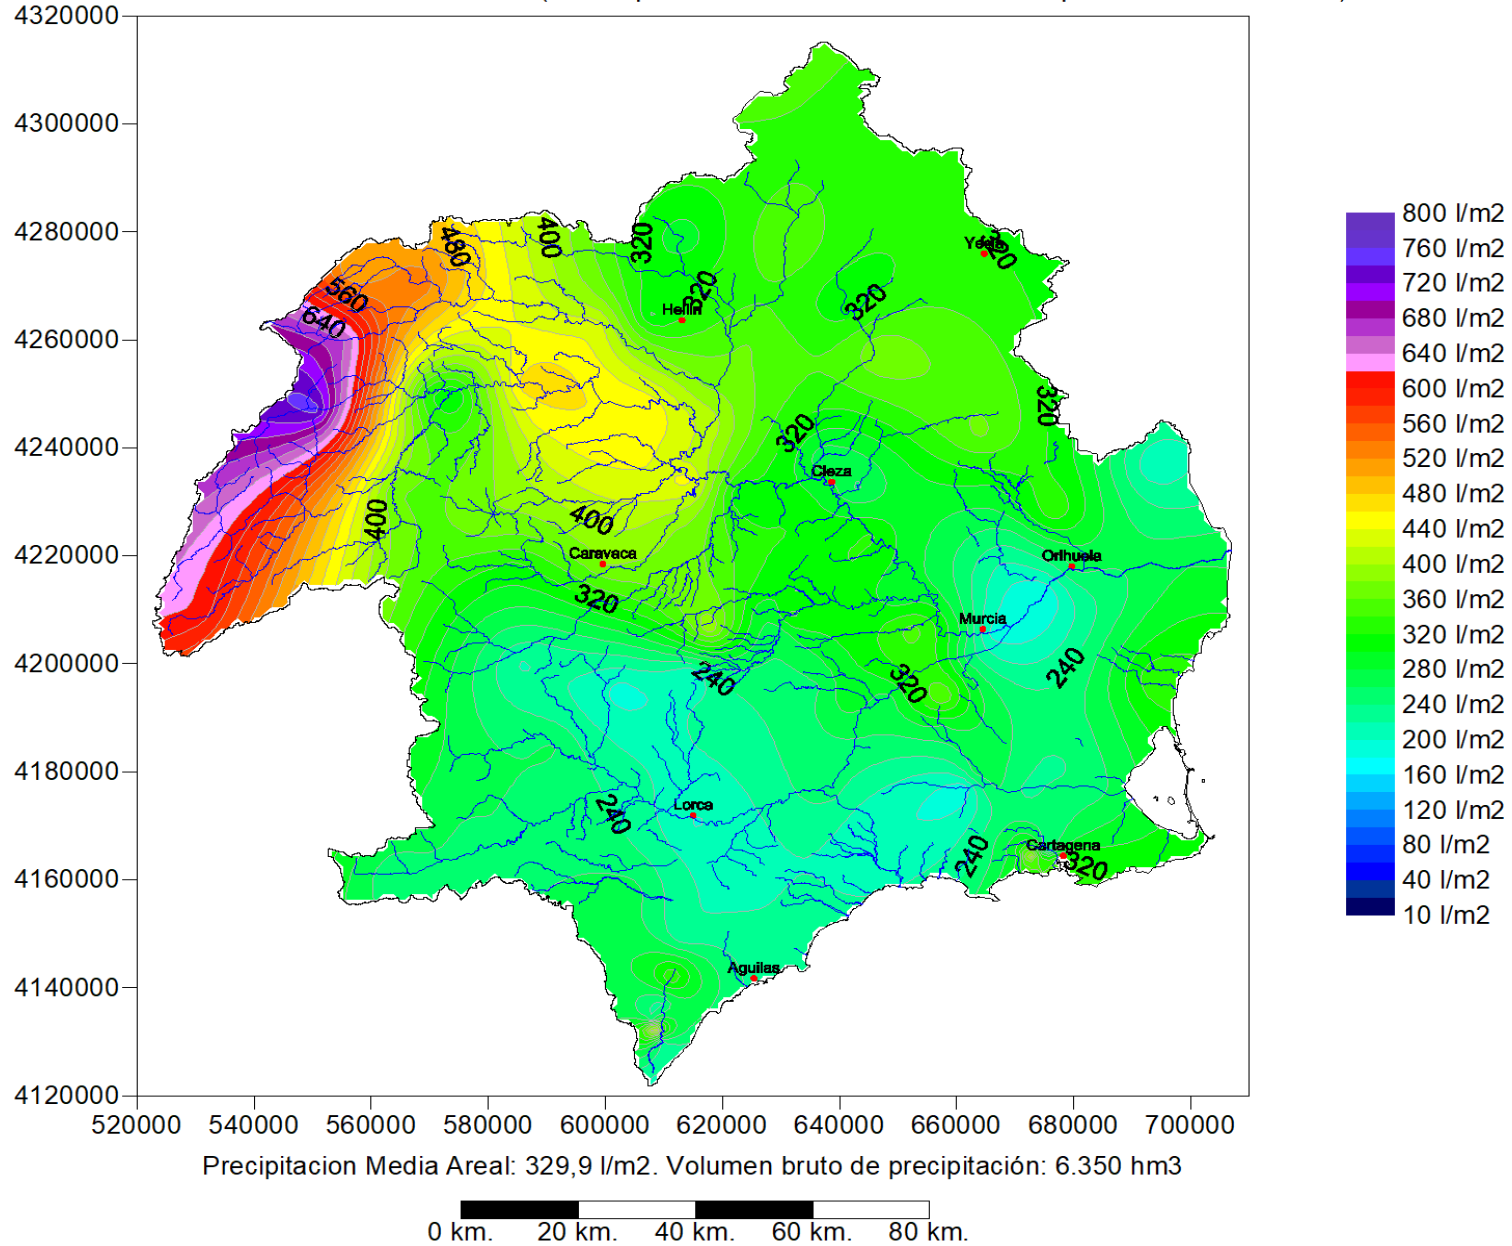 4320000
4300000
4280000
4260000
4240000
4220000
4200000
4180000
4160000
4140000
4120000
520000 540000 560000 580000 600000 620000 640000 660000 680000 700000
480
400
320
560
640
320
320
320
320
320
400
400
320
240
320
240
240
240
320
Hellin
Cieza
Caravaca
Orihuela
Murcia
Lorca
Cartagena
Aguilas
800 l/m2
760 l/m2
720 l/m2
680 l/m2
640 l/m2
600 l/m2
560 l/m2
520 l/m2
480 l/m2
440 l/m2
400 l/m2
360 l/m2
320 l/m2
280 l/m2
240 l/m2
200 l/m2
160 l/m2
120 l/m2
80 l/m2
40 l/m2
10 l/m2
Precipitacion Media Areal: 329,9 l/m2. Volumen bruto de precipitación: 6.350 hm3
0 km. 20 km. 40 km. 60 km. 80 km.